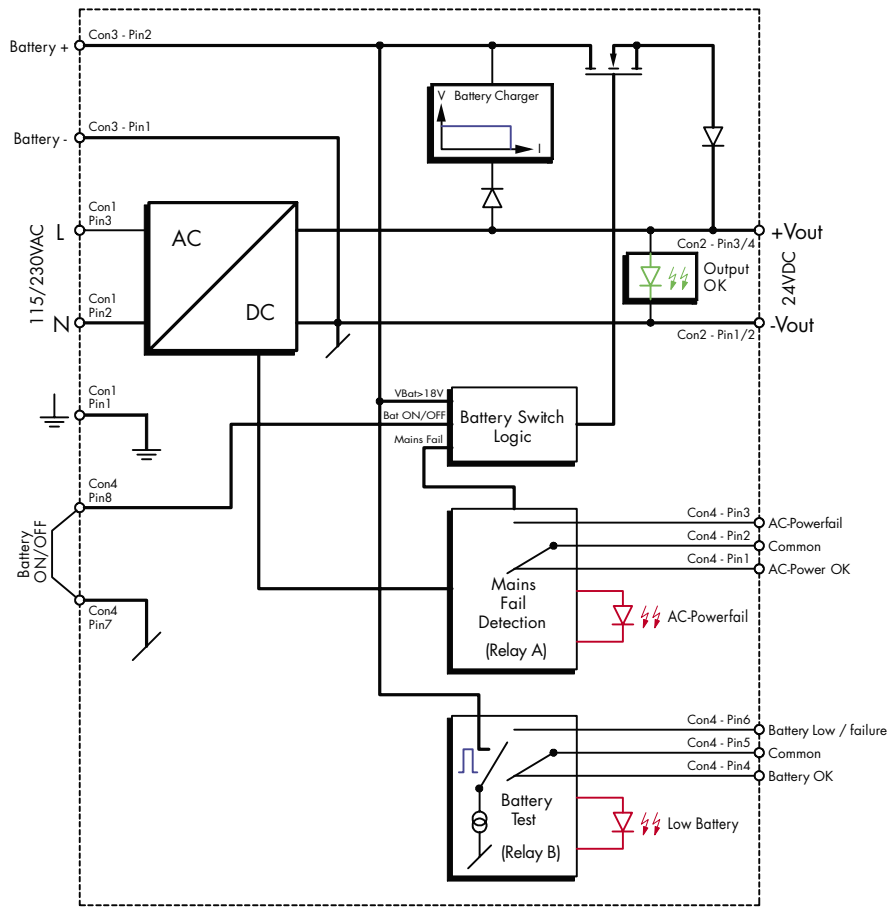 Con3 - Pin2
Battery +
V Battery Charger
I
Con3 - Pin1
Battery -
Con1
Pin3
L
AC
DC
+Vout
Con2 - Pin3/4
Output
OK
115/230VAC
24VDC
Con1
Pin2
N
-Vout
Con2 - Pin1/2
Con1
Pin1
VBat>18V
Bat ON/OFF
Mains Fail
Battery Switch
Logic
Con4
Pin8
Battery
ON/OFF
Con4
Pin7
Con4 - Pin3
AC-Powerfail
Con4 - Pin2
Common
Con4 - Pin1
AC-Power OK
Mains
Fail
Detection
(Relay A)
AC-Powerfail
Con4 - Pin6
Battery Low / failure
Con4 - Pin5
Common
Con4 - Pin4
Battery OK
Battery
Test
(Relay B)
Low Battery